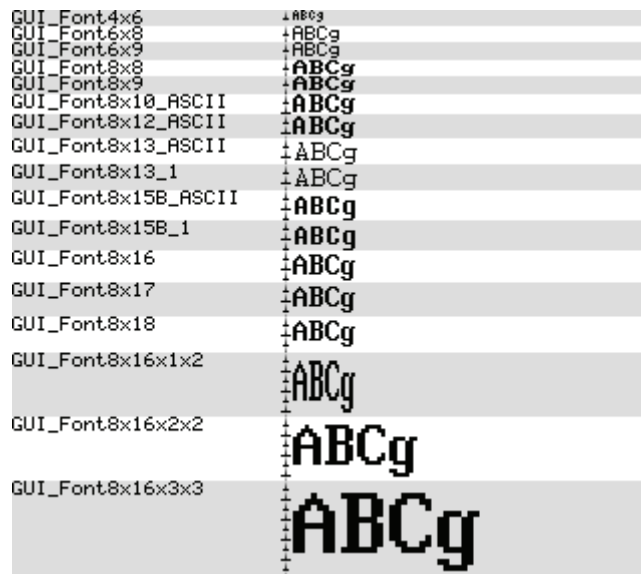 GUI_Font4x6 ABCg
GUI_Font6x8 ABCg
GUI_Font6x9 ABCg
GUI_Font8x8 ABCg
GUI_Font8x9 ABCg
GUI_Font8x10_ASCII ABCg
GUI_Font8x12_ASCII ABCg
GUI_Font8x13_ASCII ABCg
GUI_Font8x13_1 ABCg
GUI_Font8x15B_ASCII ABCg
GUI_Font8x15B_1 ABCg
GUI_Font8x16 ABCg
GUI_Font8x17 ABCg
GUI_Font8x18 ABCg
GUI_Font8x16x1x2 ABCg
GUI_Font8x16x2x2 ABCg
GUI_Font8x16x3x3 ABCg